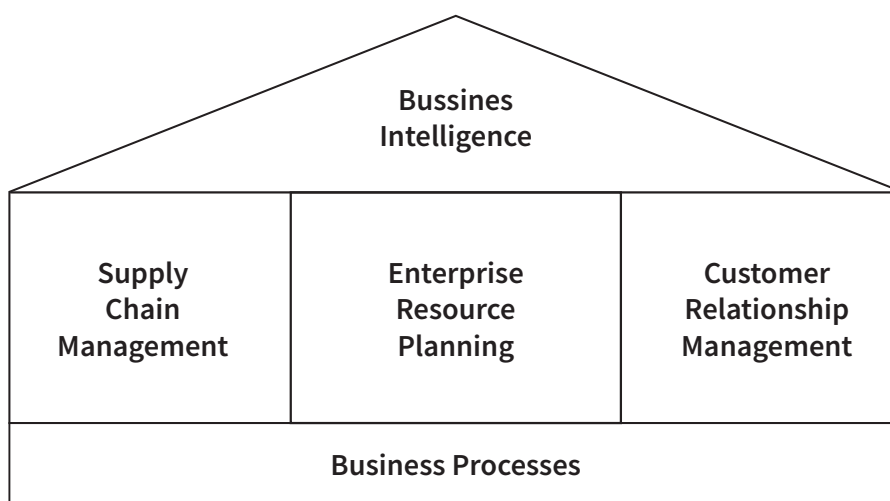 Bussines
Intelligence
Supply
Chain
Management
Enterprise
Resource
Planning
Customer
Relationship
Management
Business Processes